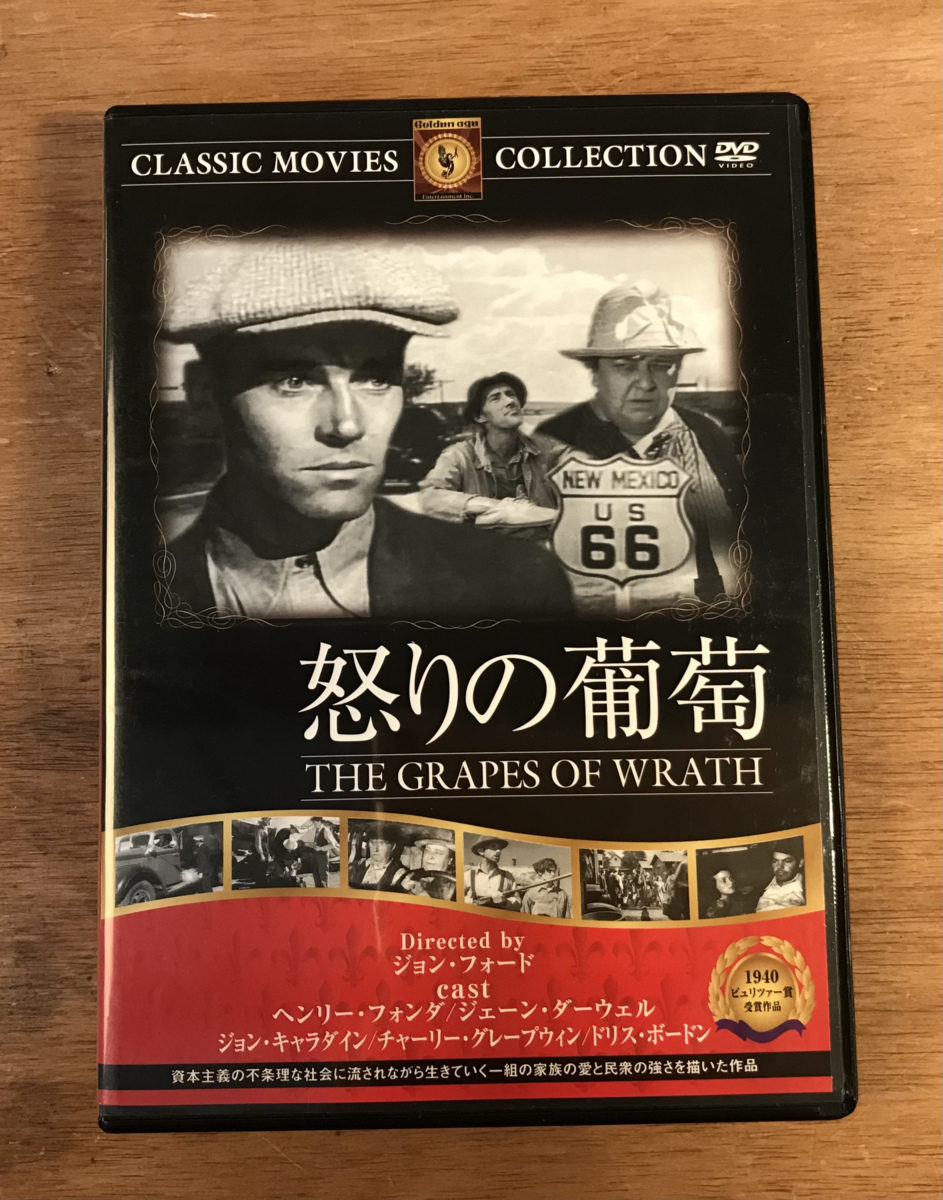 Goldun agu
CLASSIC MOVIES COLLECTION DVD
VIDEO
Entertainment Inc.
NEW MEXICO
U S
66
怒りの葡萄
THE GRAPES OF WRATH
Directed by
ジョン・フォード
cast
ヘンリー・フォンダ/ジェーン・ダーウェル
ジョン・キャラダイン/チャーリー・グレープウィン/ドリス・ボードン
1940
ピュリツァー賞
受賞作品
資本主義の不条理な社会に流されながら生きていく一組の家族の愛と民衆の強さを描いた作品